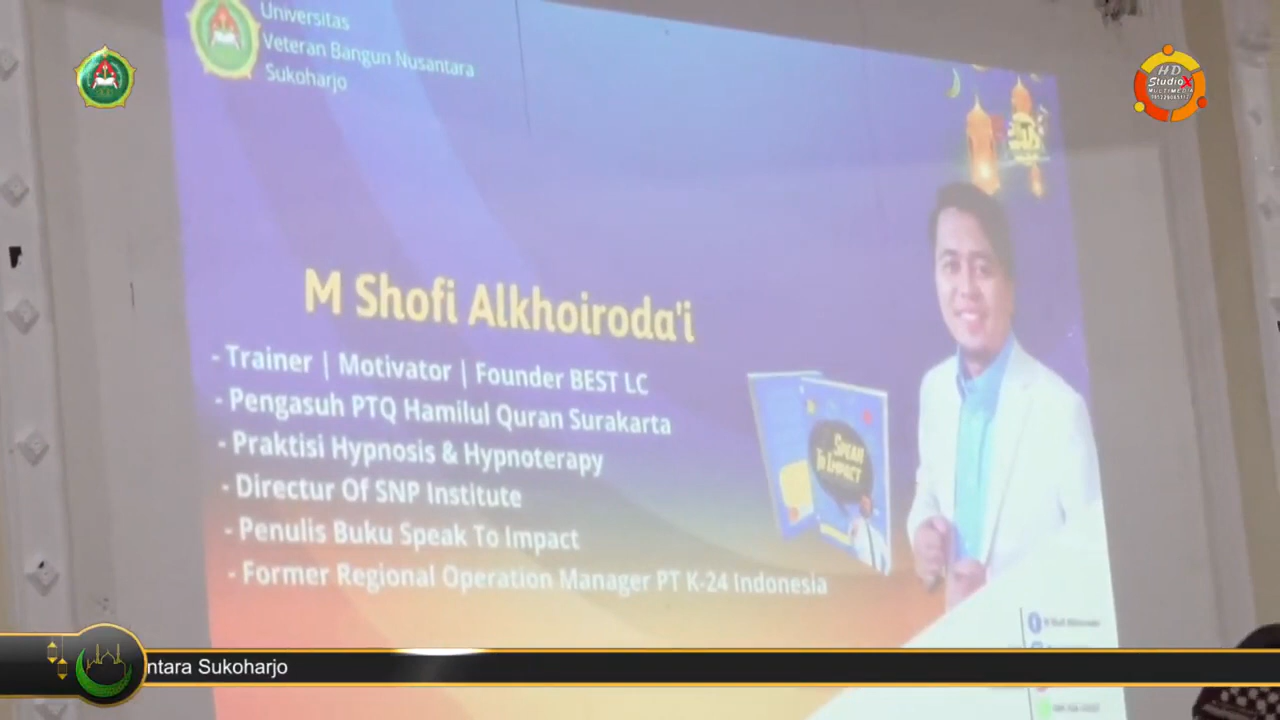 Universitas
Veteran Bangun Nusantara
Sukoharjo
HD
StudioX
MULTIMEDIA
M Shofi Alkhoiroda'i
- Trainer | Motivator | Founder BEST LC
- Pengasuh PTQ Hamilul Quran Surakarta
- Praktisi Hypnosis & Hypnoterapy
- Directur Of SNP Institute
- Penulis Buku Speak To Impact
- Former Regional Operation Manager PT K-24 Indonesia
SPEAK
TO IMPACT
ntara Sukoharjo